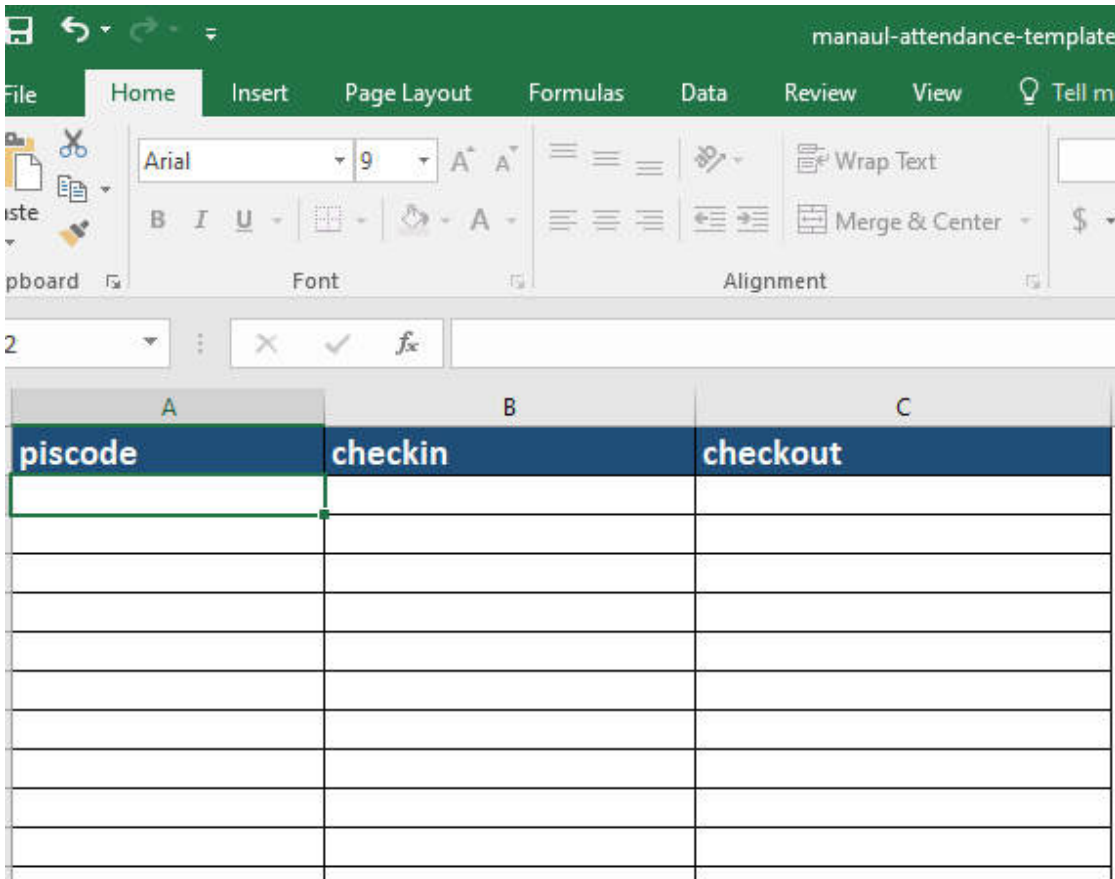 manaul-attendance-template
File Home Insert Page Layout Formulas Data Review View Tell m
Arial 9 A A Wrap Text
aste B I U A Merge & Center $
pboard Font Alignment
2 fx
A B C
piscode checkin checkout